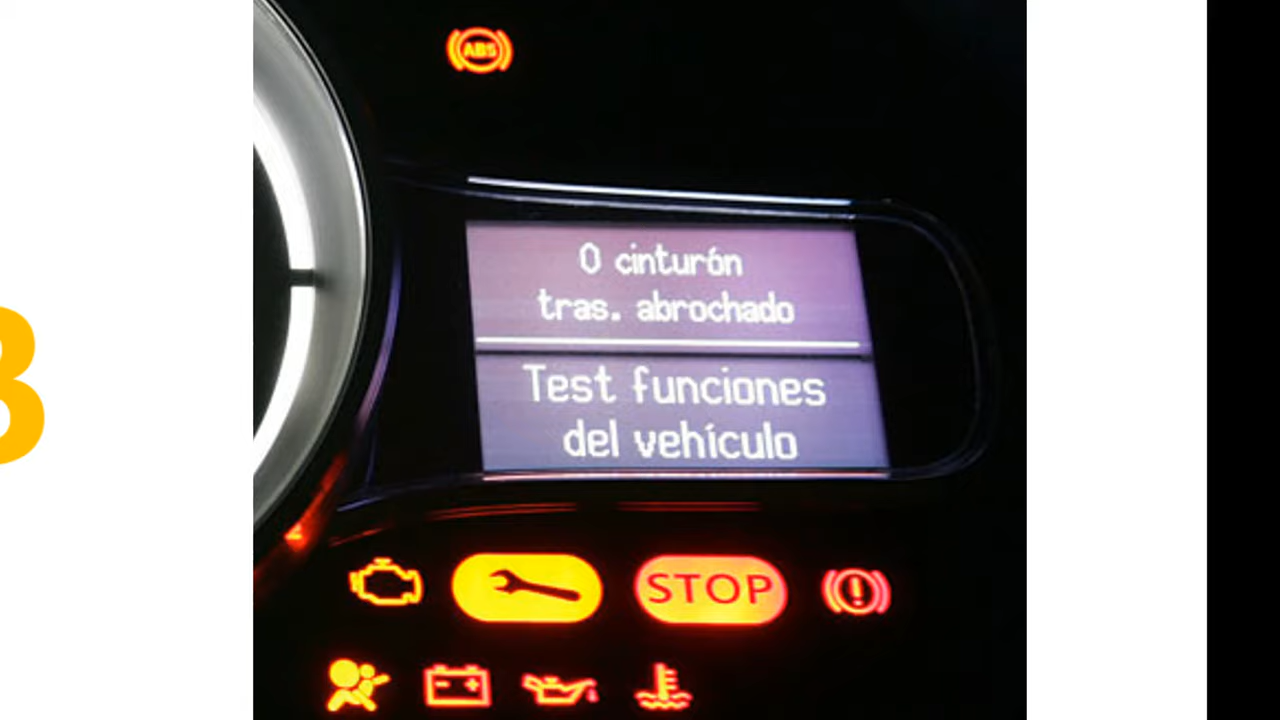 ABS
0 cinturón
tras. abrochado
Test funciones
del vehículo
STOP